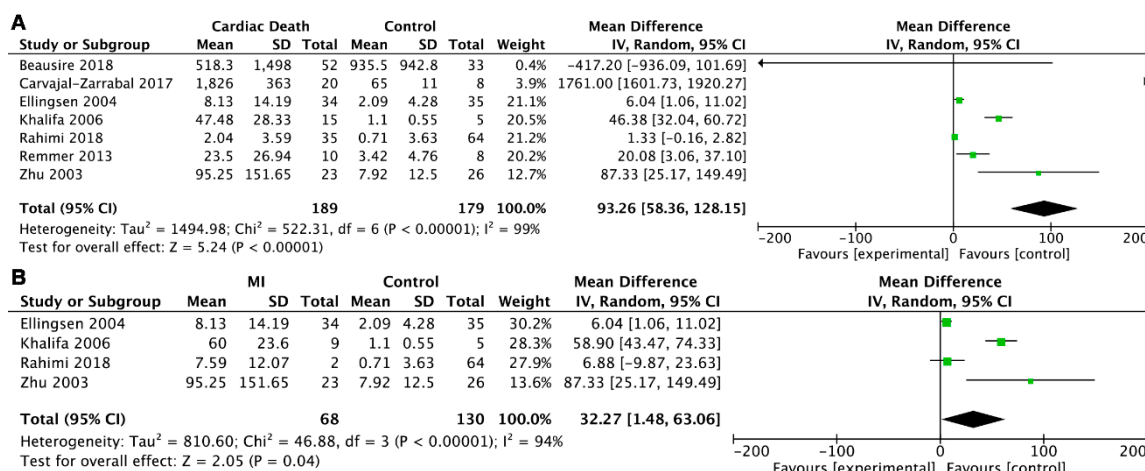 A
Cardiac Death Control Mean Difference Mean Difference
Study or Subgroup Mean SD Total Mean SD Total Weight IV, Random, 95% CI IV, Random, 95% CI
Beausire 2018 518.3 1,498 52 935.5 942.8 33 0.4% -417.20 [-936.09, 101.69]
Carvajal-Zarrabal 2017 1,826 363 20 65 11 8 3.9% 1761.00 [1601.73, 1920.27]
Ellingsen 2004 8.13 14.19 34 2.09 4.28 35 21.1% 6.04 [1.06, 11.02]
Khalifa 2006 47.48 28.33 15 1.1 0.55 5 20.5% 46.38 [32.04, 60.72]
Rahimi 2018 2.04 3.59 35 0.71 3.63 64 21.2% 1.33 [-0.16, 2.82]
Remmer 2013 23.5 26.94 10 3.42 4.76 8 20.2% 20.08 [3.06, 37.10]
Zhu 2003 95.25 151.65 23 7.92 12.5 26 12.7% 87.33 [25.17, 149.49]
Total (95% CI) 189 179 100.0% 93.26 [58.36, 128.15]
Heterogeneity: Tau² = 1494.98; Chi² = 522.31, df = 6 (P < 0.00001); I² = 99%
Test for overall effect: Z = 5.24 (P < 0.00001)
-200 -100 0 100 200
Favours [experimental] Favours [control]
B
MI Control Mean Difference Mean Difference
Study or Subgroup Mean SD Total Mean SD Total Weight IV, Random, 95% CI IV, Random, 95% CI
Ellingsen 2004 8.13 14.19 34 2.09 4.28 35 30.2% 6.04 [1.06, 11.02]
Khalifa 2006 60 23.6 9 1.1 0.55 5 28.3% 58.90 [43.47, 74.33]
Rahimi 2018 7.59 12.07 2 0.71 3.63 64 27.9% 6.88 [-9.87, 23.63]
Zhu 2003 95.25 151.65 23 7.92 12.5 26 13.6% 87.33 [25.17, 149.49]
Total (95% CI) 68 130 100.0% 32.27 [1.48, 63.06]
Heterogeneity: Tau² = 810.60; Chi² = 46.88, df = 3 (P < 0.00001); I² = 94%
Test for overall effect: Z = 2.05 (P = 0.04)
-200 -100 0 100 200
Favours [experimental] Favours [control]